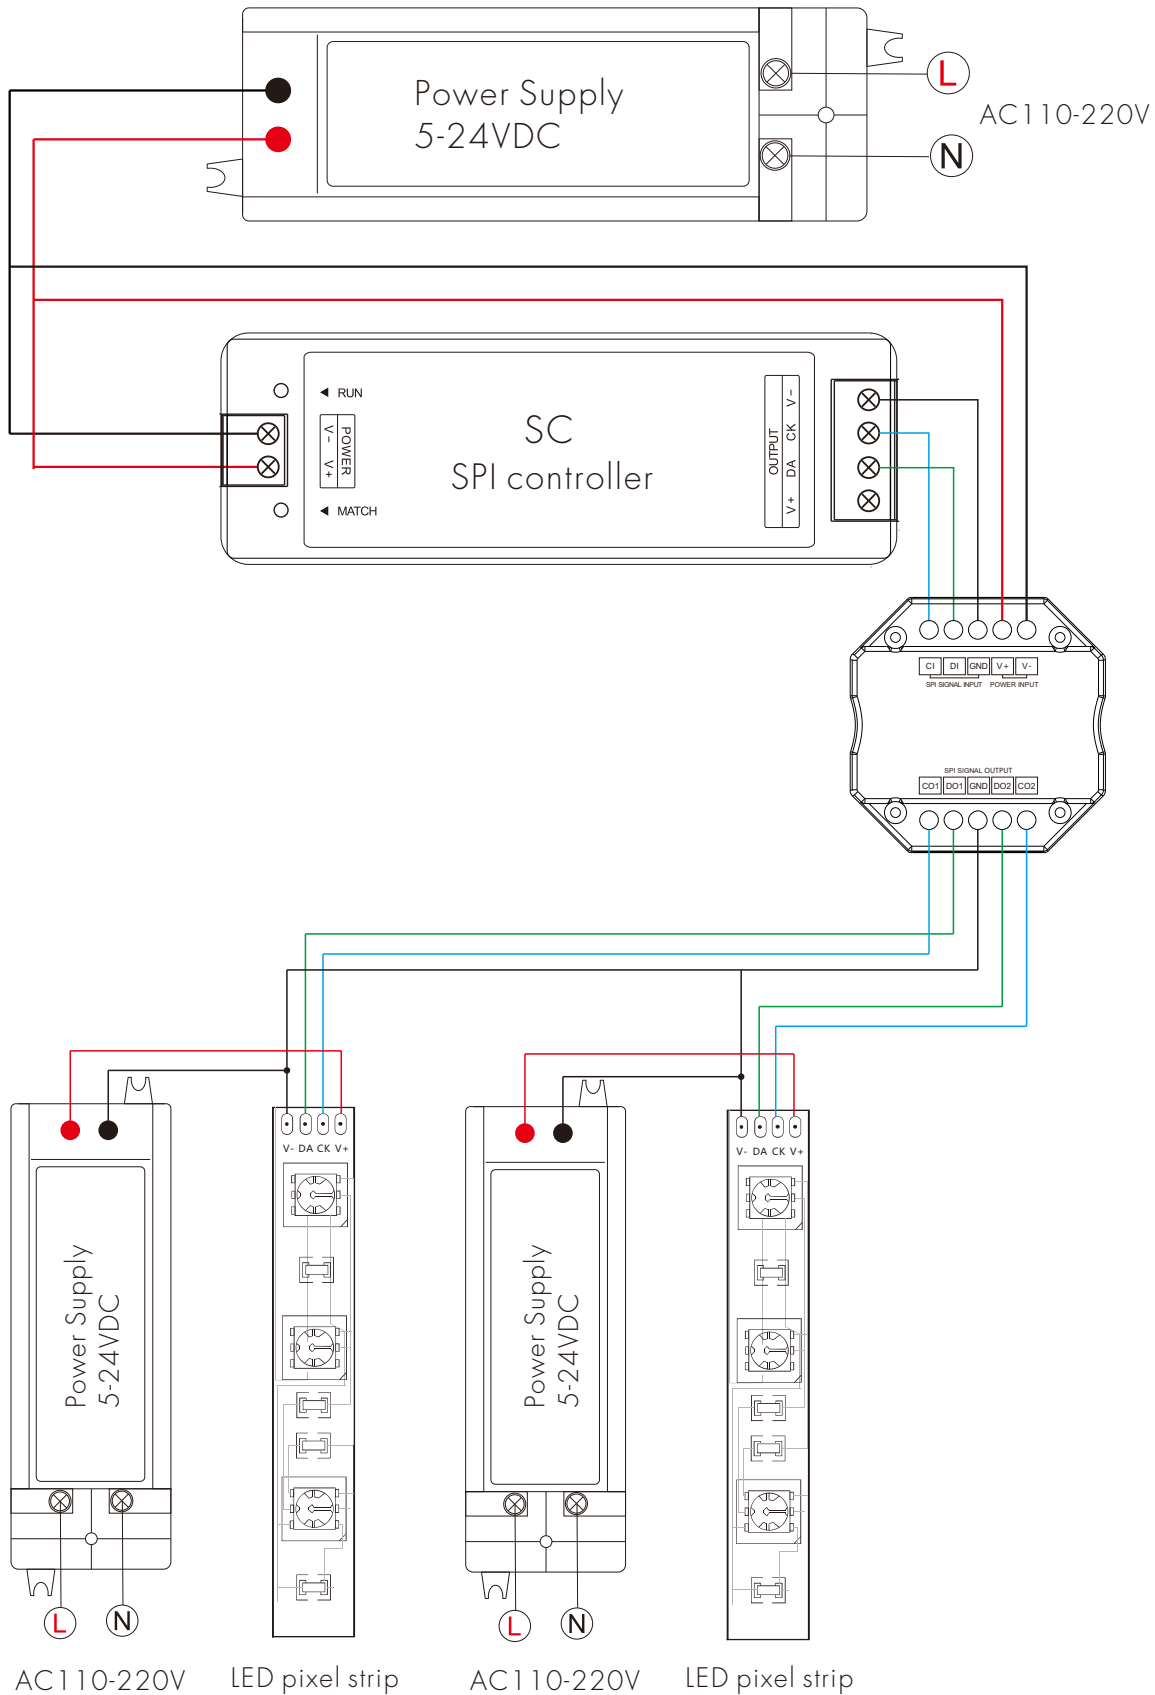 Power Supply
5-24VDC
L
AC110-220V
N
RUN
POWER
V- V+
MATCH
SC
SPI controller
OUTPUT
V+ DA CK V-
CI DI GND V+ V-
SPI SIGNAL INPUT POWER INPUT
SPI SIGNAL OUTPUT
CO1 DO1 GND DO2 CO2
V- DA CK V+
V- DA CK V+
Power Supply
5-24VDC
Power Supply
5-24VDC
L N
L N
AC110-220V
LED pixel strip
AC110-220V
LED pixel strip